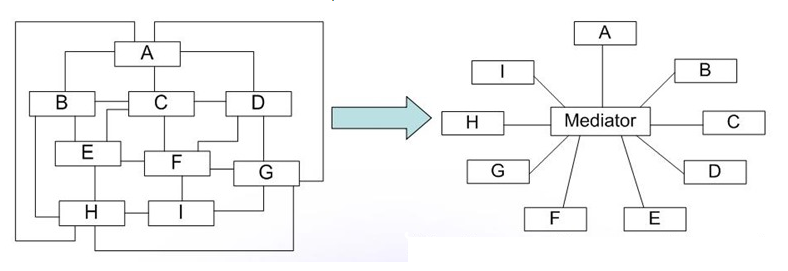 A
B C D
E F G
H I
A
I B
H Mediator C
G D
F E